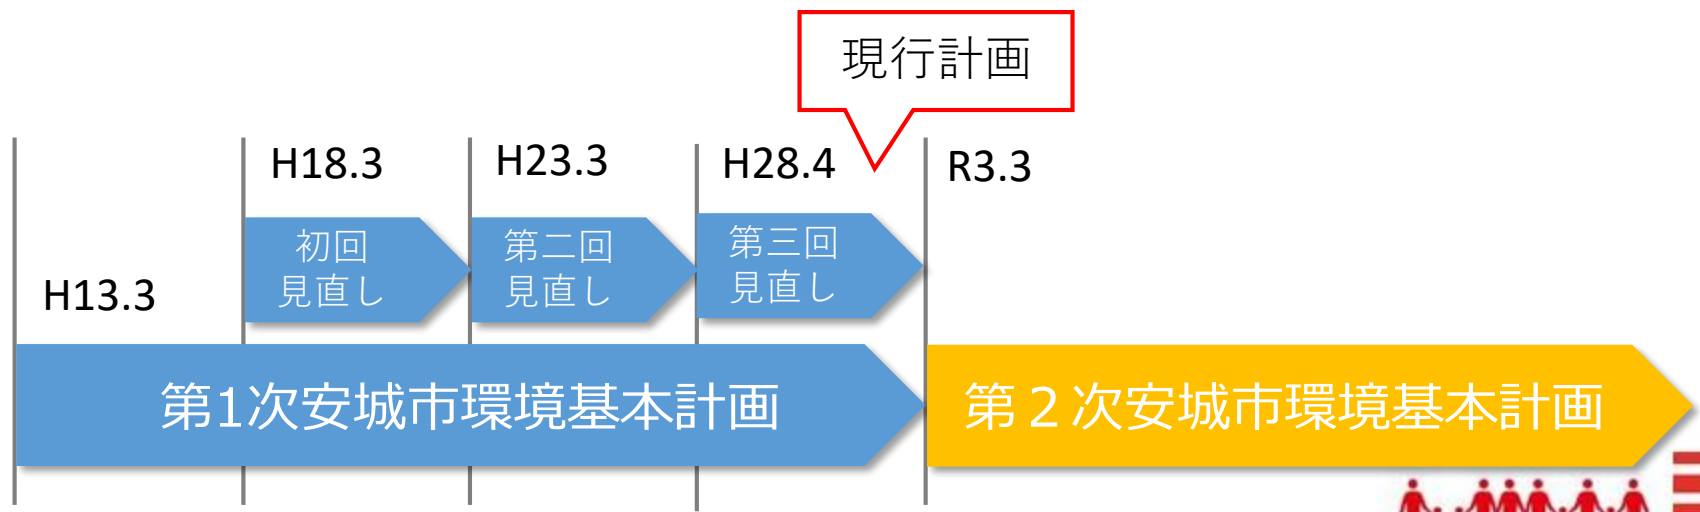 現行計画
H18.3
H23.3
H28.4
R3.3
初回
見直し
第二回
見直し
第三回
見直し
H13.3
第1次安城市環境基本計画
第２次安城市環境基本計画